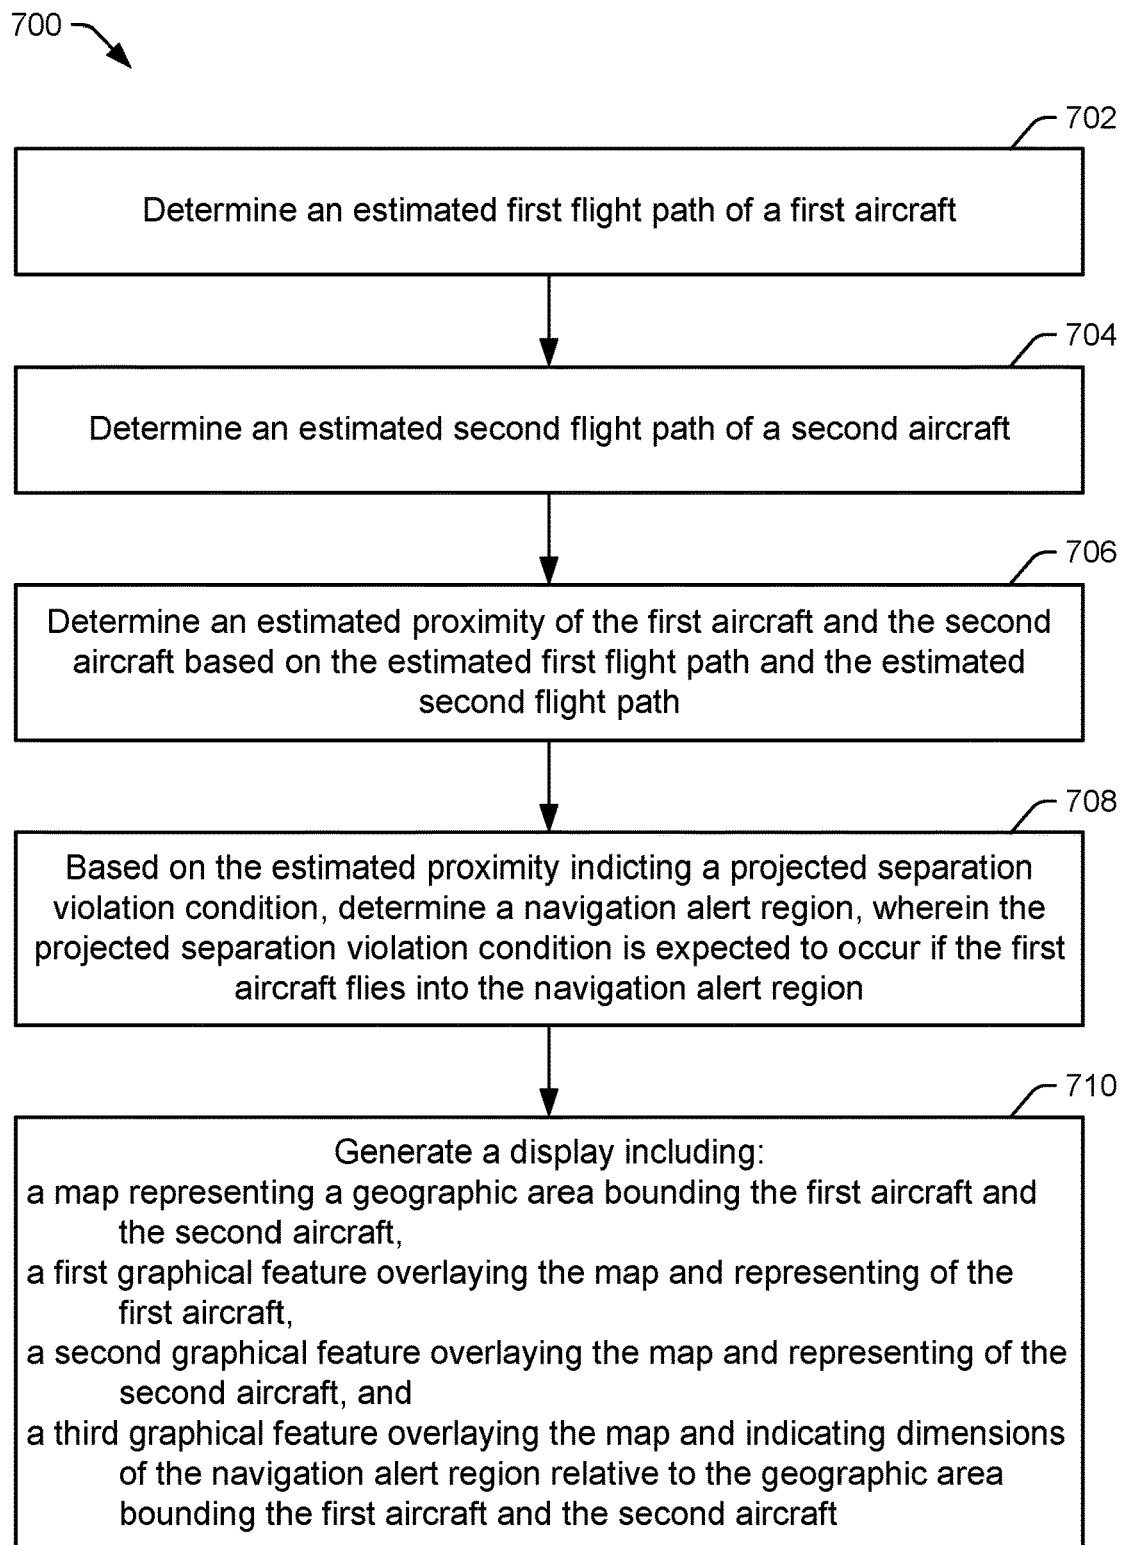 700
702
Determine an estimated first flight path of a first aircraft
704
Determine an estimated second flight path of a second aircraft
706
Determine an estimated proximity of the first aircraft and the second
aircraft based on the estimated first flight path and the estimated
second flight path
708
Based on the estimated proximity indicting a projected separation
violation condition, determine a navigation alert region, wherein the
projected separation violation condition is expected to occur if the first
aircraft flies into the navigation alert region
710
Generate a display including:
a map representing a geographic area bounding the first aircraft and
the second aircraft,
a first graphical feature overlaying the map and representing of the
first aircraft,
a second graphical feature overlaying the map and representing of the
second aircraft, and
a third graphical feature overlaying the map and indicating dimensions
of the navigation alert region relative to the geographic area
bounding the first aircraft and the second aircraft